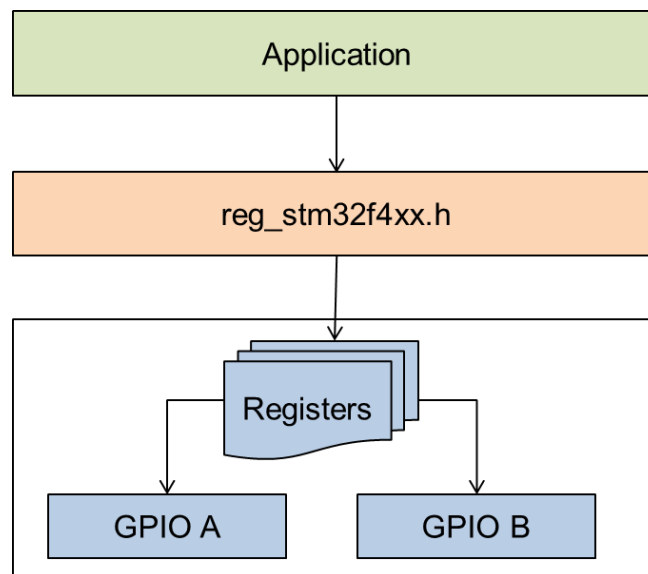 Application
reg_stm32f4xx.h
Registers
GPIO A
GPIO B